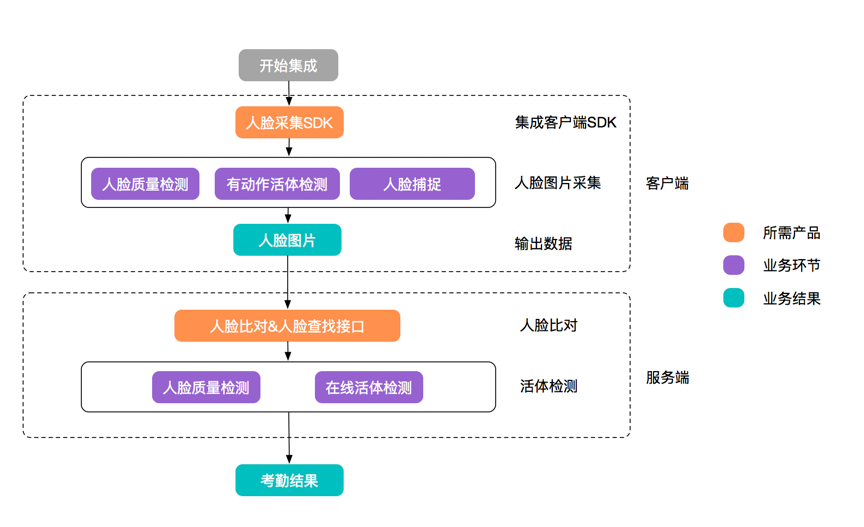 开始集成
人脸采集SDK
集成客户端SDK
人脸质量检测
有动作活体检测
人脸捕捉
人脸图片采集
客户端
人脸图片
输出数据
所需产品
业务环节
业务结果
人脸比对&人脸查找接口
人脸比对
人脸质量检测
在线活体检测
活体检测
服务端
考勤结果